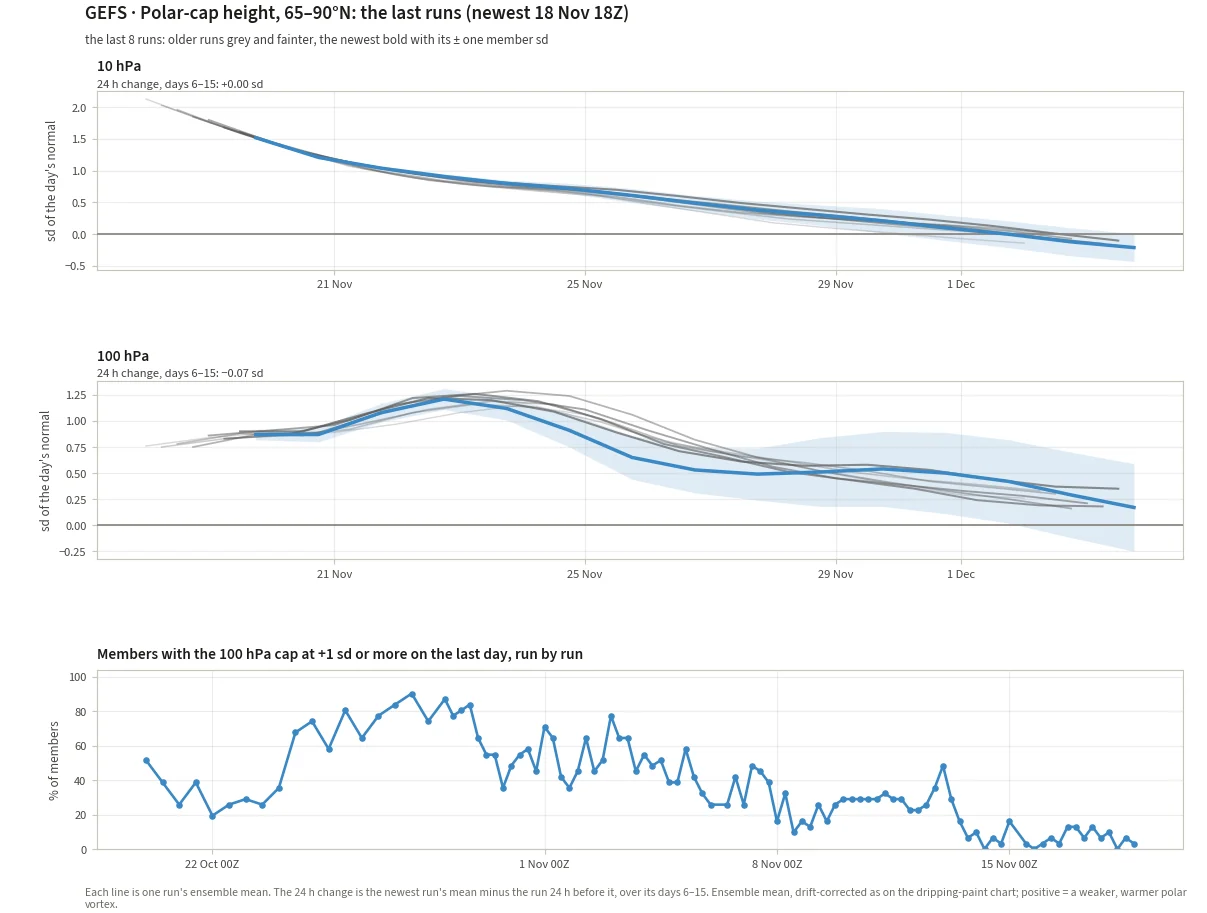 GEFS · Polar-cap height, 65–90°N: the last runs (newest 18 Nov 18Z)
the last 8 runs: older runs grey and fainter, the newest bold with its ± one member sd
10 hPa
24 h change, days 6–15: +0.00 sd
sd of the day's normal
2.0
1.5
1.0
0.5
0.0
−0.5
21 Nov
25 Nov
29 Nov
1 Dec
100 hPa
24 h change, days 6–15: −0.07 sd
sd of the day's normal
1.25
1.00
0.75
0.50
0.25
0.00
−0.25
21 Nov
25 Nov
29 Nov
1 Dec
Members with the 100 hPa cap at +1 sd or more on the last day, run by run
% of members
100
80
60
40
20
0
22 Oct 00Z
1 Nov 00Z
8 Nov 00Z
15 Nov 00Z
Each line is one run's ensemble mean. The 24 h change is the newest run's mean minus the run 24 h before it, over its days 6–15. Ensemble mean, drift-corrected as on the dripping-paint chart; positive = a weaker, warmer polar
vortex.